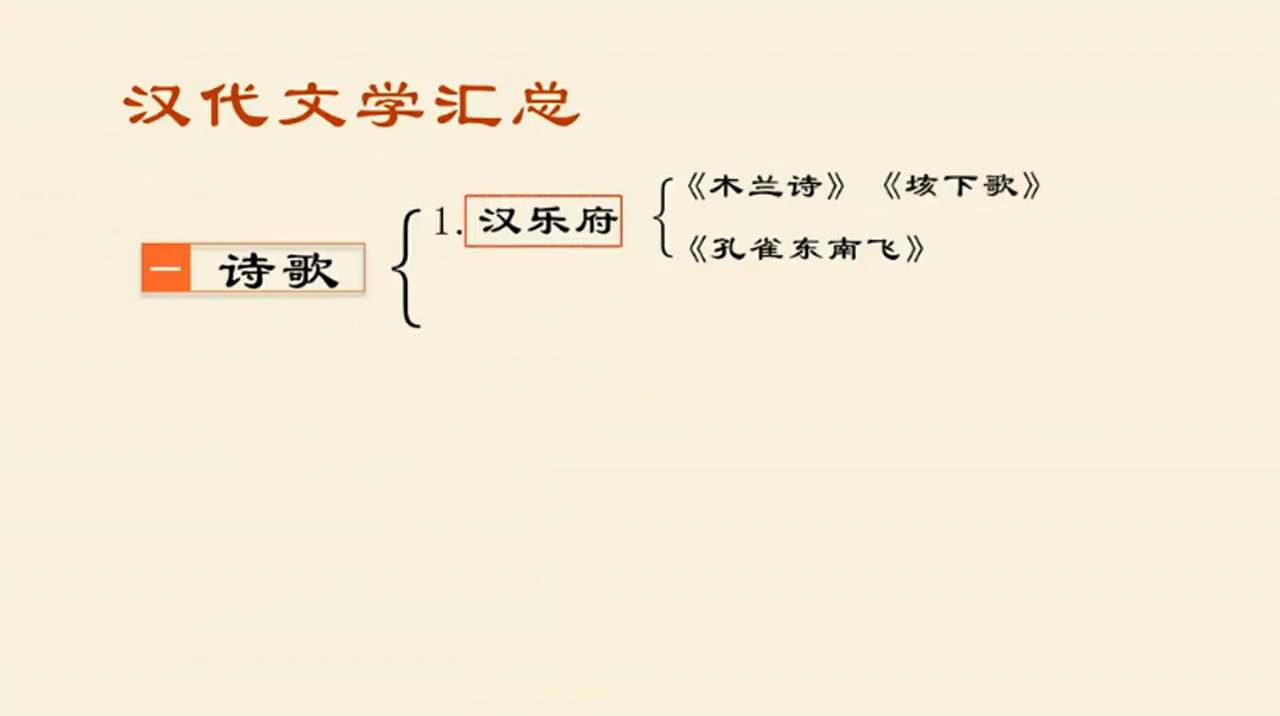 汉代文学汇总
一 诗歌
1.汉乐府
《木兰诗》《垓下歌》
《孔雀东南飞》